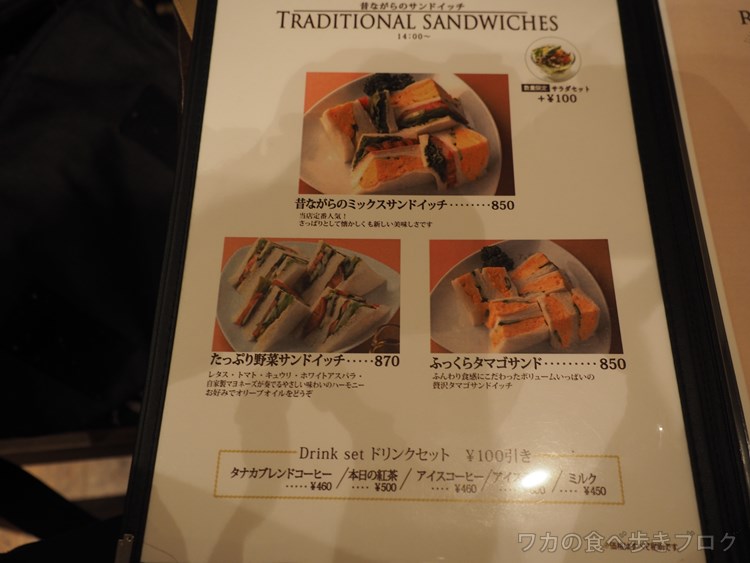 昔ながらのサンドイッチ
TRADITIONAL SANDWICHES
14:00〜
数量限定 サラダセット
+¥100
昔ながらのミックスサンドイッチ········850
当店定番人気！
さっぱりとして懐かしくも新しい美味しさです
たっぷり野菜サンドイッチ·····870
レタス・トマト・キュウリ・ホワイトアスパラ・
自家製マヨネーズが奏でるやさしい味わいのハーモニー
お好みでオリーブオイルをどうぞ
ふっくらタマゴサンド·········850
ふんわり食感にこだわったボリュームいっぱいの
贅沢タマゴサンドイッチ
Drink set ドリンクセット ¥100引き
タナカブレンドコーヒー/本日の紅茶/アイスコーヒー/アイス /ミルク
·····¥460 ····¥500 ····¥460 ····¥450
R
ワカの食べ歩きブログ